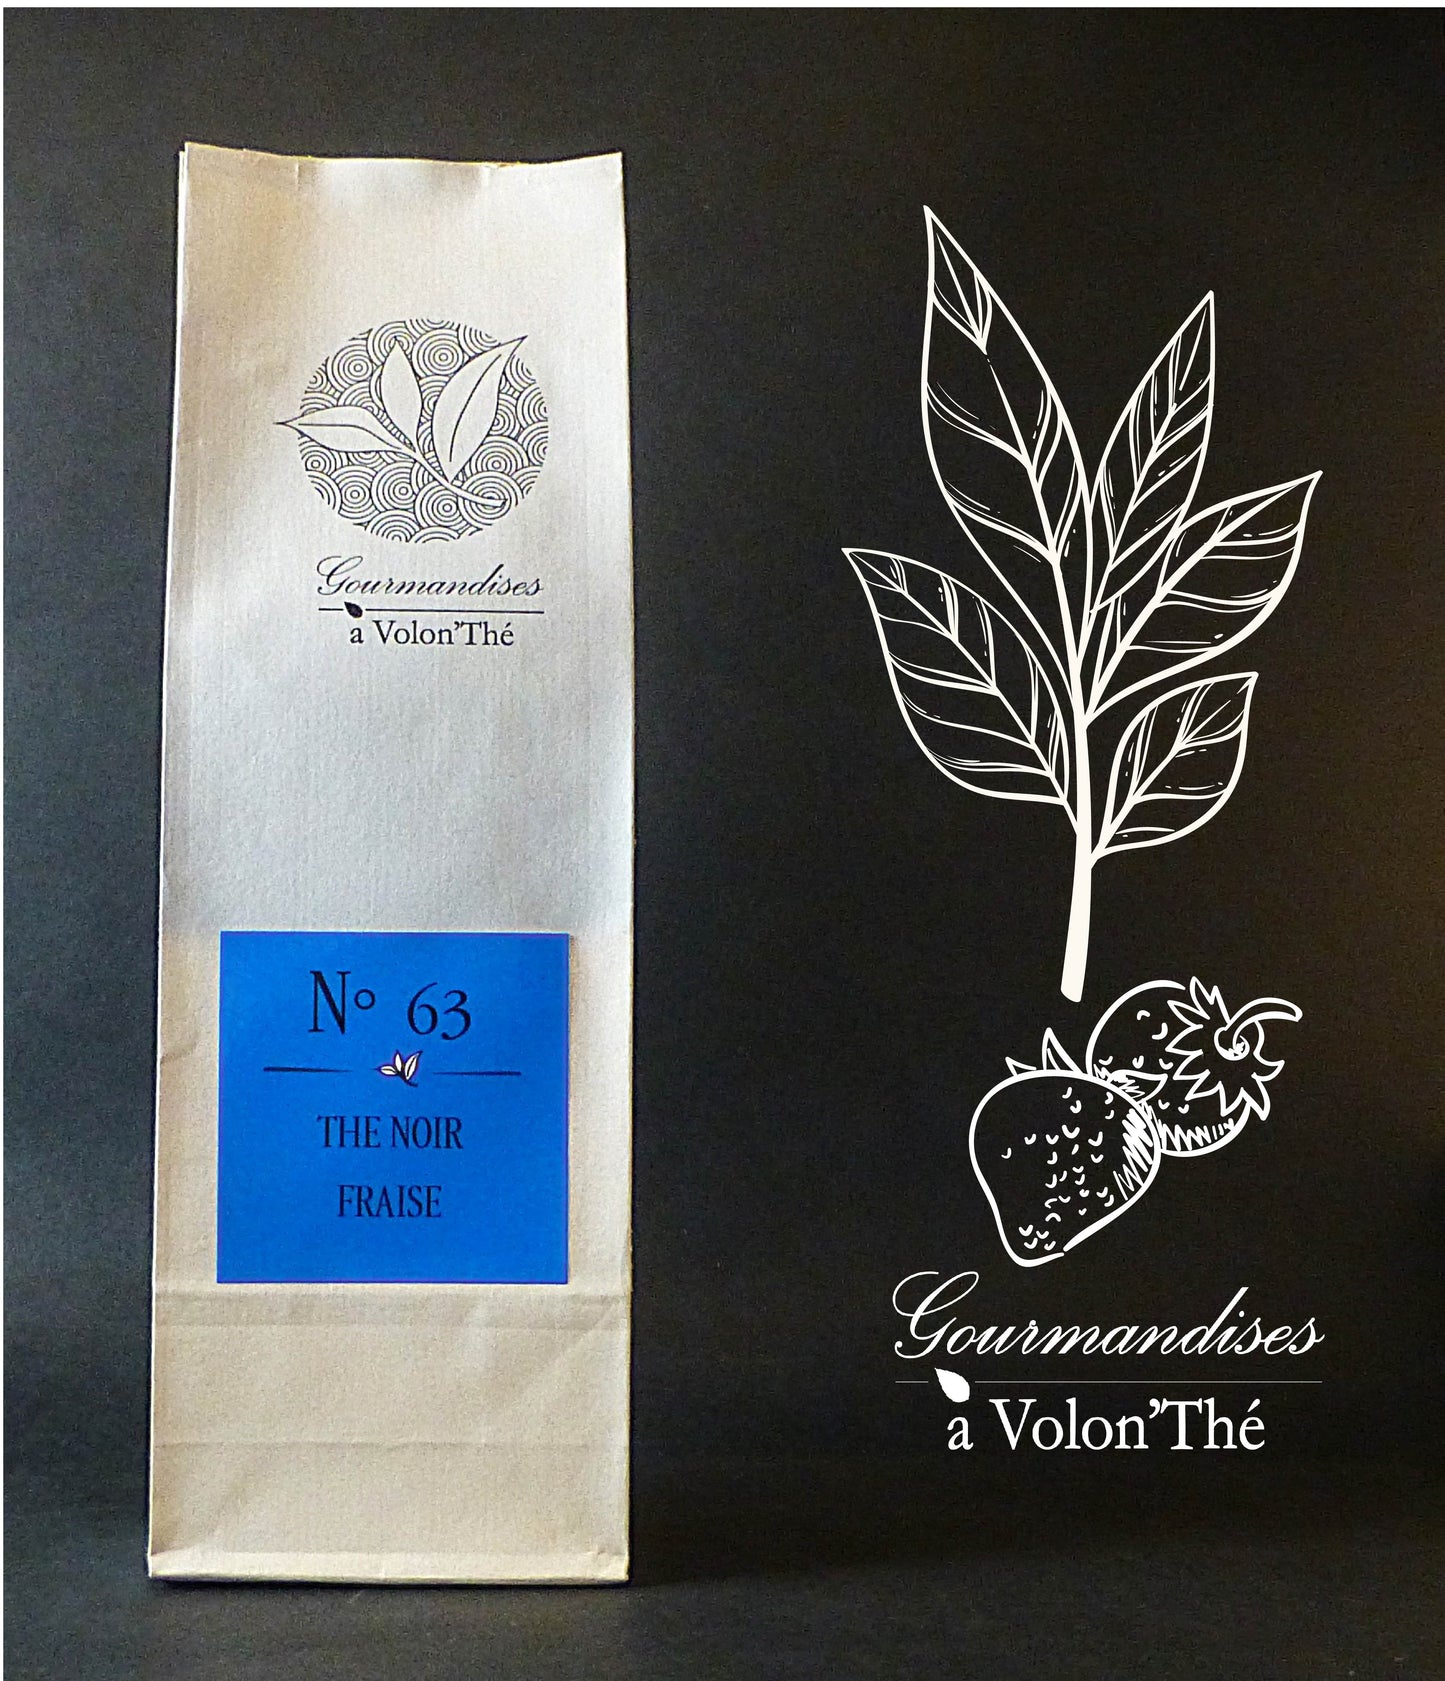 Gourmandises
a Volon'Thé
N° 63
THE NOIR
FRAISE
Gourmandises
a Volon'Thé